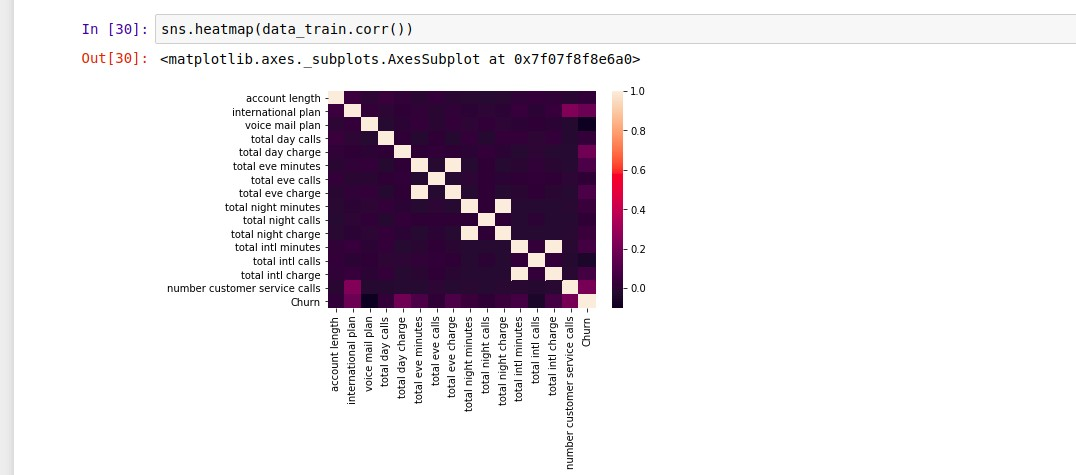 In [30]: sns.heatmap(data_train.corr())
Out[30]: <matplotlib.axes._subplots.AxesSubplot at 0x7f07f8f8e6a0>
account length
international plan
voice mail plan
total day calls
total day charge
total eve minutes
total eve calls
total eve charge
total night minutes
total night calls
total night charge
total intl minutes
total intl calls
total intl charge
number customer service calls
Churn
1.0
0.8
0.6
0.4
0.2
0.0
account length
international plan
voice mail plan
total day calls
total day charge
total eve minutes
total eve calls
total eve charge
total night minutes
total night calls
total night charge
total intl minutes
total intl calls
total intl charge
number customer service calls
Churn